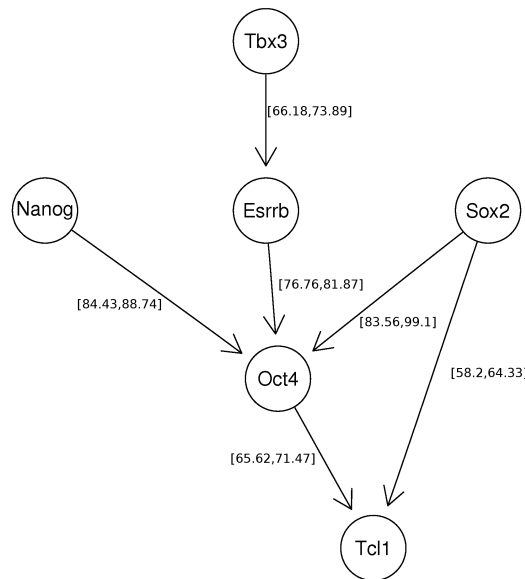 Tbx3
[66.18,73.89]
Nanog
Esrrb
Sox2
[76.76,81.87]
[84.43,88.74]
[83.56,99.1]
Oct4
[58.2,64.33]
[65.62,71.47]
Tcl1